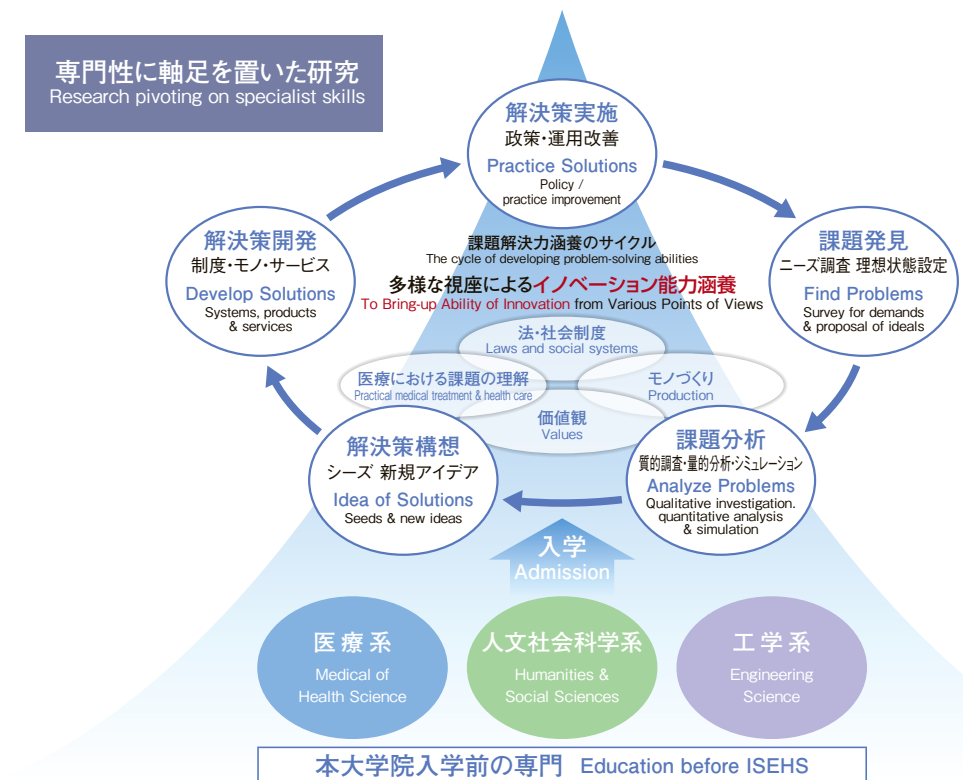 専門性に軸足を置いた研究
Research pivoting on specialist skills
解決策実施
政策・運用改善
Practice Solutions
Policy /
practice improvement
解決策開発
制度・モノ・サービス
Develop Solutions
Systems, products
& services
課題発見
ニーズ調査 理想状態設定
Find Problems
Survey for demands
& proposal of ideals
課題解決力涵養のサイクル
The cycle of developing problem-solving abilities
多様な視座によるイノベーション能力涵養
To Bring-up Ability of Innovation from Various Points of Views
法・社会制度
Laws and social systems
医療における課題の理解
Practical medical treatment & health care
モノづくり
Production
価値観
Values
解決策構想
シーズ 新規アイデア
Idea of Solutions
Seeds & new ideas
課題分析
質的調査・量的分析・シミュレーション
Analyze Problems
Qualitative investigation.
quantitative analysis
& simulation
入学
Admission
医療系
Medical of
Health Science
人文社会科学系
Humanities &
Social Sciences
工学系
Engineering
Science
本大学院入学前の専門 Education before ISEHS